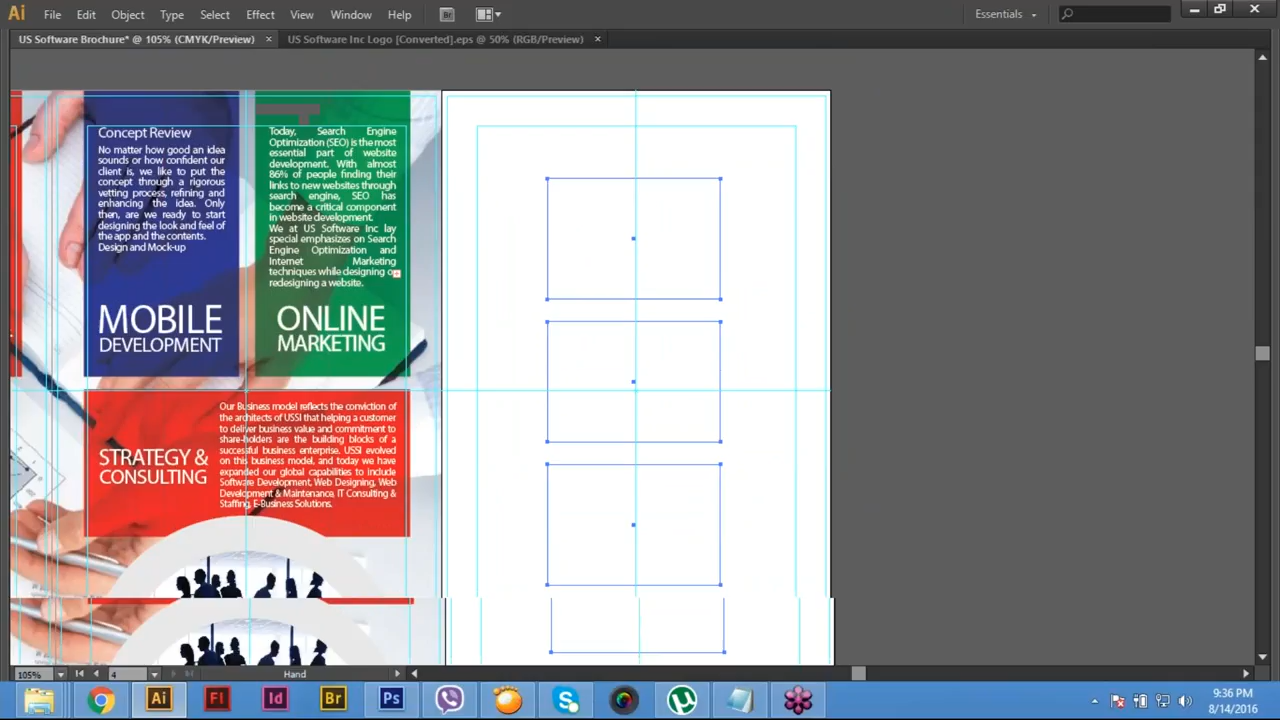 Ai File Edit Object Type Select Effect View Window Help Br Essentials
US Software Brochure* @ 105% (CMYK/Preview) × US Software Inc Logo [Converted].eps @ 50% (RGB/Preview) ×
Concept Review
No matter how good an idea
sounds or how confident our
client is, we like to put the
concept through a rigorous
vetting process, refining and
enhancing the idea. Only
then, are we ready to start
designing the look and feel of
the app and the contents.
Design and Mock-up
MOBILE
DEVELOPMENT
Today, Search Engine
Optimization (SEO) is the most
essential part of website
development. With almost
86% of people finding their
links to new websites through
search engine, SEO has
become a critical component
in website development.
We at US Software Inc lay
special emphasizes on Search
Engine Optimization and
Internet Marketing
techniques while designing o
redesigning a website.
ONLINE
MARKETING
STRATEGY &
CONSULTING
Our Business model reflects the conviction of
the architects of USSI that helping a customer
to deliver business value and commitment to
share-holders are the building blocks of a
successful business enterprise. USSI evolved
on this business model, and today we have
expanded our global capabilities to include
Software Development, Web Designing, Web
Development & Maintenance, IT Consulting &
Staffing, E-Business Solutions.
105% 4 Hand
Ai Fl Id Br Ps
9:36 PM
8/14/2016